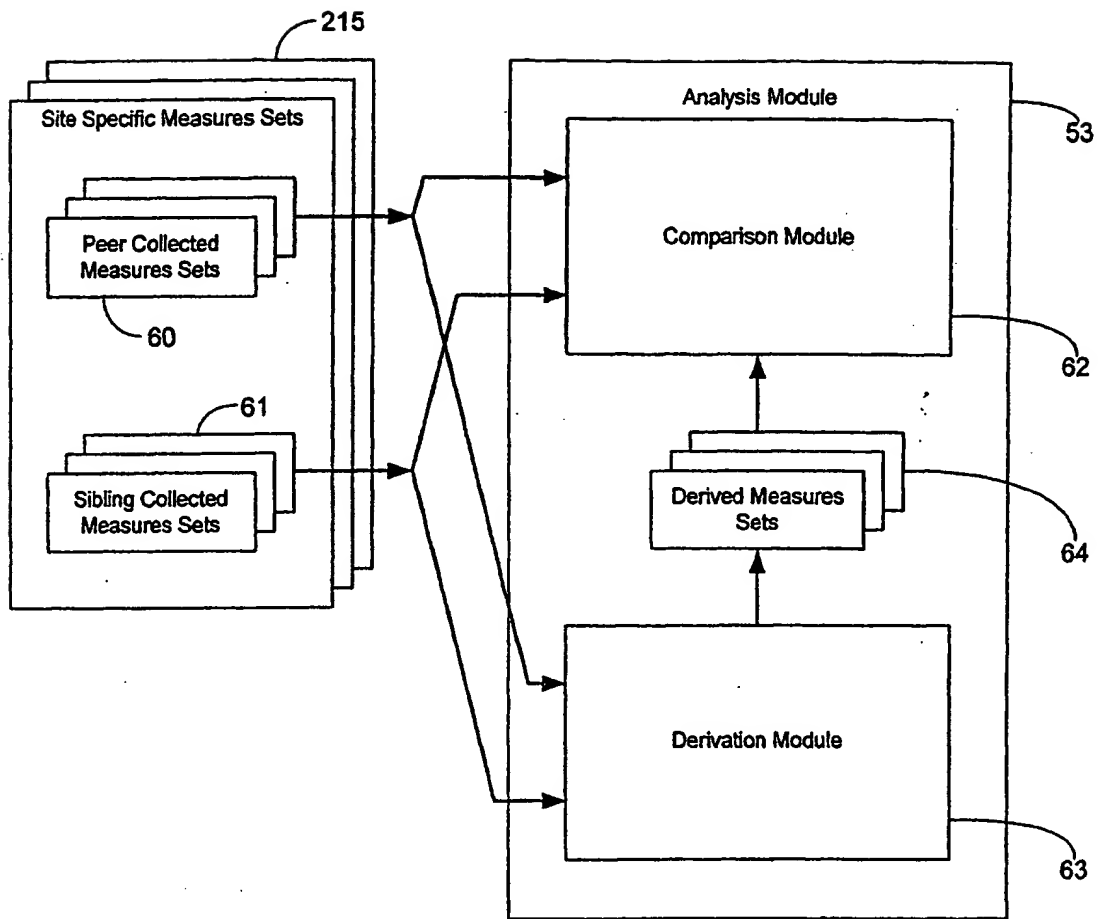 215
Site Specific Measures Sets
Peer Collected
Measures Sets
60
61
Sibling Collected
Measures Sets
Analysis Module
53
Comparison Module
62
Derived Measures
Sets
64
Derivation Module
63